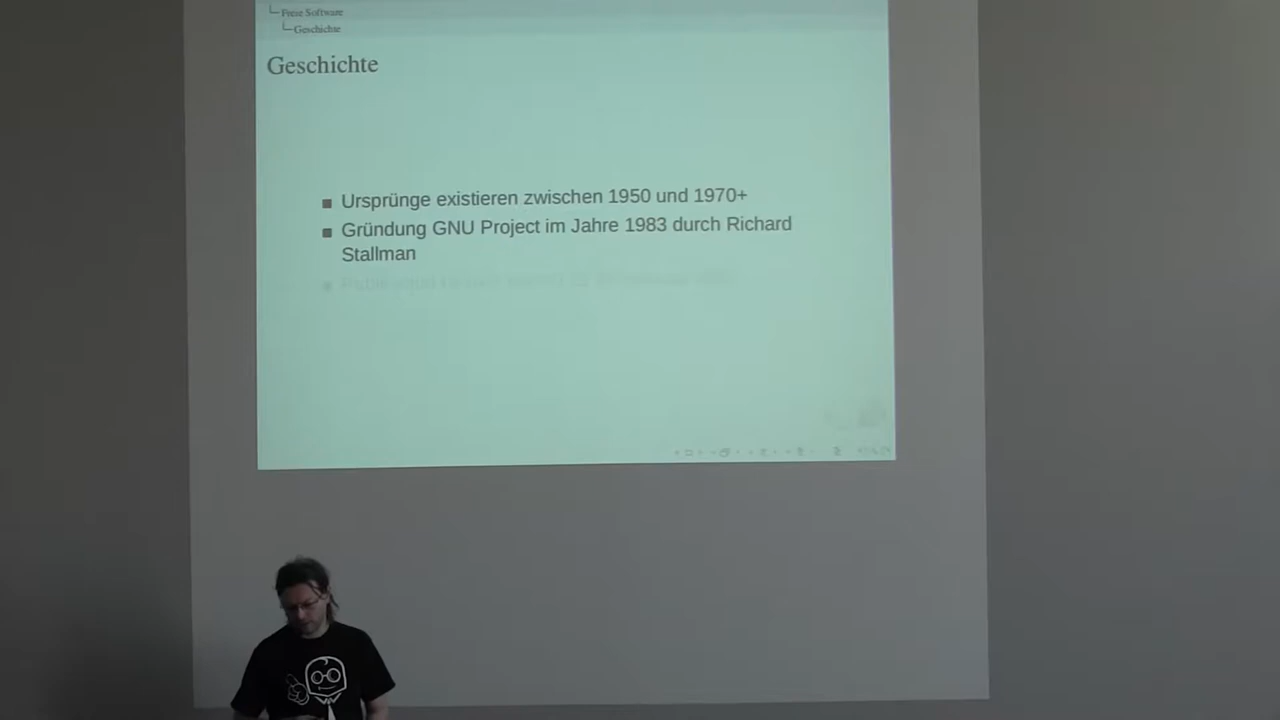 Freie Software
Geschichte
Geschichte
Ursprünge existieren zwischen 1950 und 1970+
Gründung GNU Project im Jahre 1983 durch Richard
Stallman